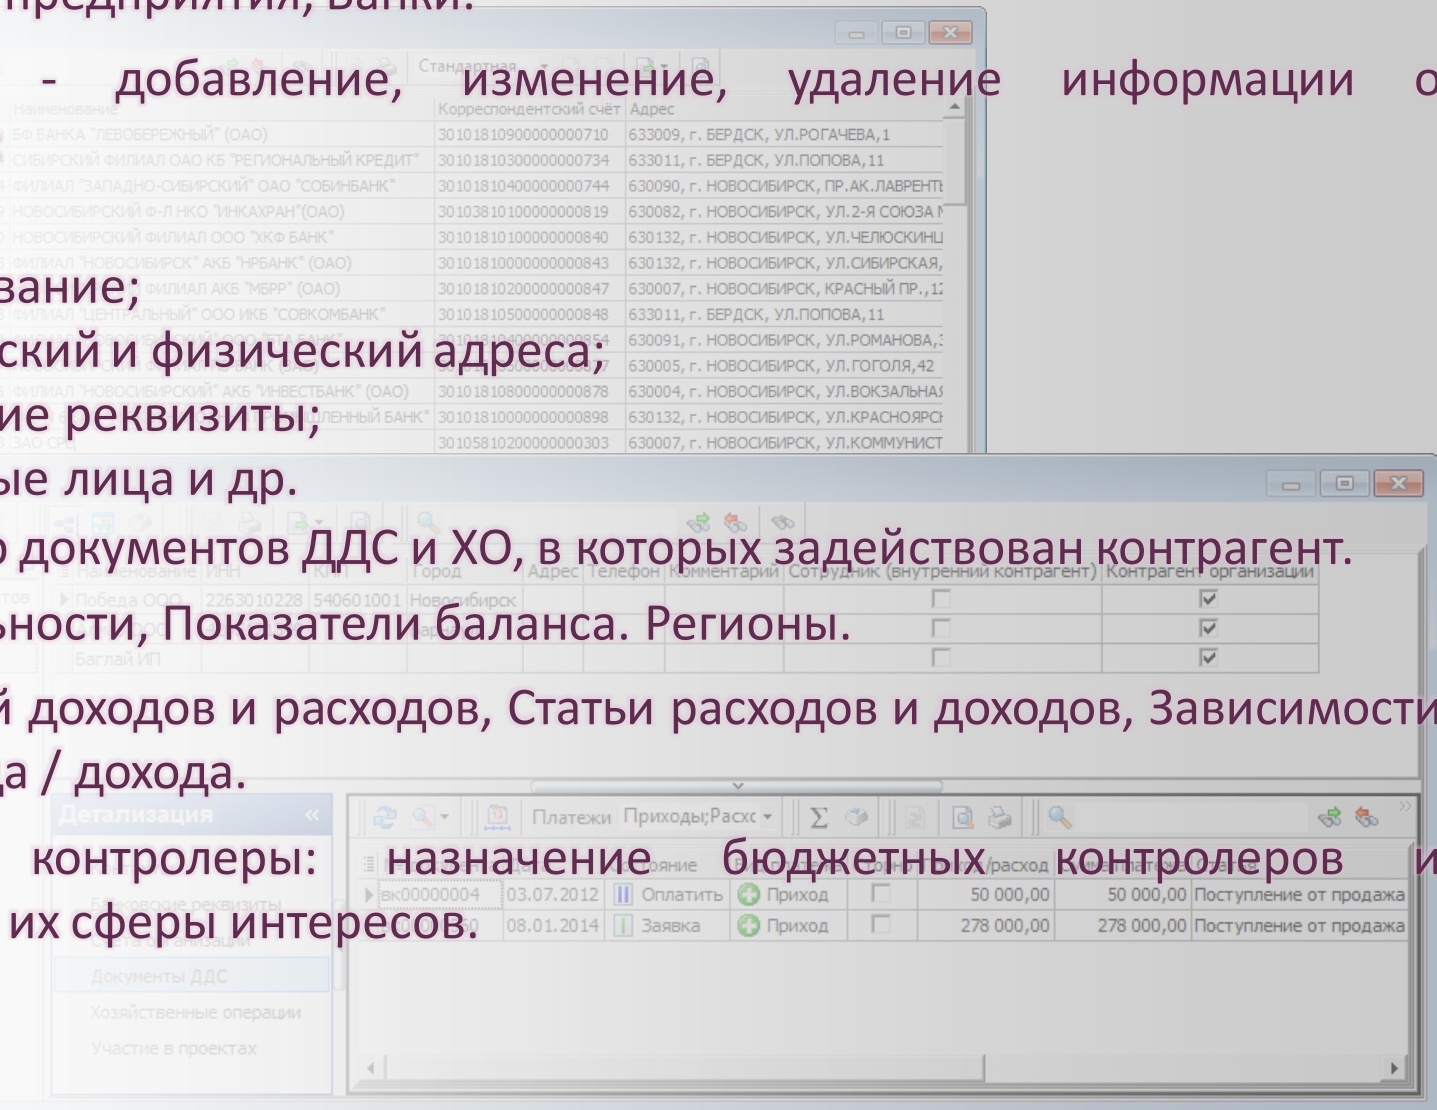 предприятия, Банки.
- добавление, изменение, удаление информации о
Стандартная
Наименование Корреспондентский счёт Адрес
БФ БАНКА "ЛЕВОБЕРЕЖНЫЙ" (ОАО) 30101810900000000710 633009, г. БЕРДСК, УЛ.РОГАЧЕВА,1
СИБИРСКИЙ ФИЛИАЛ ОАО КБ "РЕГИОНАЛЬНЫЙ КРЕДИТ" 30101810300000000734 633011, г. БЕРДСК, УЛ.ПОПОВА,11
ФИЛИАЛ "ЗАПАДНО-СИБИРСКИЙ" ОАО "СОБИНБАНК" 30101810400000000744 630090, г. НОВОСИБИРСК, ПР.АК.ЛАВРЕНТЬ
НОВОСИБИРСКИЙ Ф-Л НКО "ИНКАХРАН"(ОАО) 30103810100000000819 630082, г. НОВОСИБИРСК, УЛ.2-Я СОЮЗА
НОВОСИБИРСКИЙ ФИЛИАЛ ООО "ХКФ БАНК" 30101810100000000840 630132, г. НОВОСИБИРСК, УЛ.ЧЕЛЮСКИНЦ
ФИЛИАЛ "НОВОСИБИРСК" АКБ "НРБАНК" (ОАО) 30101810000000000843 630132, г. НОВОСИБИРСК, УЛ.СИБИРСКАЯ,
вание;
ФИЛИАЛ АКБ "МБРР" (ОАО) 30101810200000000847 630007, г. НОВОСИБИРСК, КРАСНЫЙ ПР.,12
ФИЛИАЛ "ЦЕНТРАЛЬНЫЙ" ООО ИКБ "СОВКОМБАНК" 30101810500000000848 633011, г. БЕРДСК, УЛ.ПОПОВА,11
630091, г. НОВОСИБИРСК, УЛ.РОМАНОВА,
ский и физический адреса;
630005, г. НОВОСИБИРСК, УЛ.ГОГОЛЯ,42
ФИЛИАЛ "НОВОСИБИРСКИЙ" АКБ "ИНВЕСТБАНК" (ОАО) 30101810800000000878 630004, г. НОВОСИБИРСК, УЛ.ВОКЗАЛЬНАЯ
ие реквизиты;
БАНК" 30101810000000000898 630132, г. НОВОСИБИРСК, УЛ.КРАСНОЯРСК
ЗАО СРЦ 30105810200000000303 630007, г. НОВОСИБИРСК, УЛ.КОММУНИСТ
ые лица и др.
р документов ДДС и ХО, в которых задействован контрагент.
Наименование ИНН КПП Город Адрес Телефон Комментарий Сотрудник (внутренний контрагент) Контрагент организации
Победа ООО 2263010228 540601001 Новосибирск
ьности, Показатели баланса. Регионы.
Баглай ИП
й доходов и расходов, Статьи расходов и доходов, Зависимости
да / дохода.
Детализация
Платежи Приходы;Расхс
контролеры: назначение бюджетных контролеров и
Банковские реквизиты
вк00000004 03.07.2012 Оплатить Приход 50 000,00 50 000,00 Поступление от продажа
их сферы интересов.
08.01.2014 Заявка Приход 278 000,00 278 000,00 Поступление от продажа
Счета организации
Документы ДДС
Хозяйственные операции
Участие в проектах